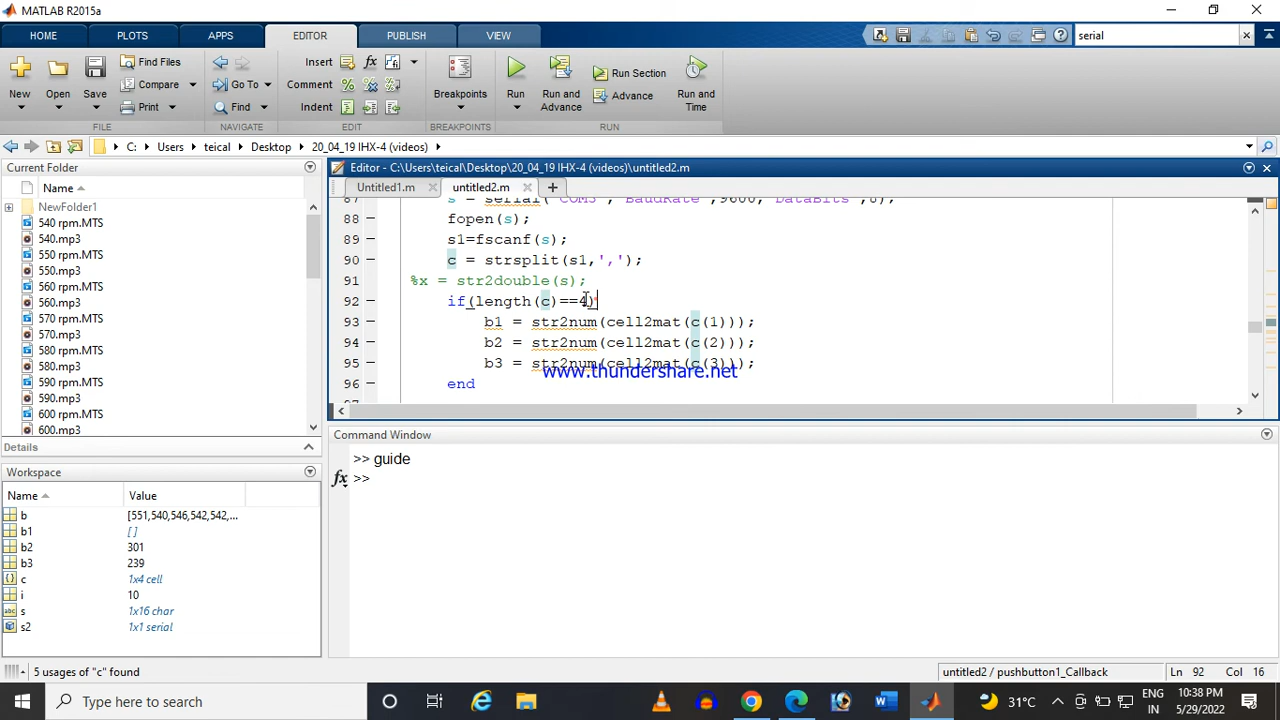 MATLAB R2015a
HOME PLOTS APPS EDITOR PUBLISH VIEW serial
Find Files Insert Run Section
New Open Save Compare Go To Comment Breakpoints Run Run and Advance Advance Run and Time
Print Find Indent
FILE NAVIGATE EDIT BREAKPOINTS RUN
C: Users teical Desktop 20_04_19 IHX-4 (videos)
Current Folder
Name
NewFolder1
540 rpm.MTS
540.mp3
550 rpm.MTS
550.mp3
560 rpm.MTS
560.mp3
570 rpm.MTS
570.mp3
580 rpm.MTS
580.mp3
590 rpm.MTS
590.mp3
600 rpm.MTS
600.mp3
Details
Workspace
Name Value
b [551,540,546,542,542,...
b1 []
b2 301
b3 239
c 1x4 cell
i 10
s 1x16 char
s2 1x1 serial
Editor - C:\Users\teical\Desktop\20_04_19 IHX-4 (videos)\untitled2.m
Untitled1.m untitled2.m
87 s = serial('COM5','BaudRate',9600,'DataBits',8);
88 fopen(s);
89 s1=fscanf(s);
90 c = strsplit(s1,',');
91 %x = str2double(s);
92 if(length(c)==4)
93 b1 = str2num(cell2mat(c(1)));
94 b2 = str2num(cell2mat(c(2)));
95 b3 = str2num(cell2mat(c(3)));
www.thundershare.net
96 end
97
Command Window
>> guide
fx >>
5 usages of "c" found untitled2 / pushbutton1_Callback Ln 92 Col 16
Type here to search 31°C ENG IN 10:38 PM 5/29/2022